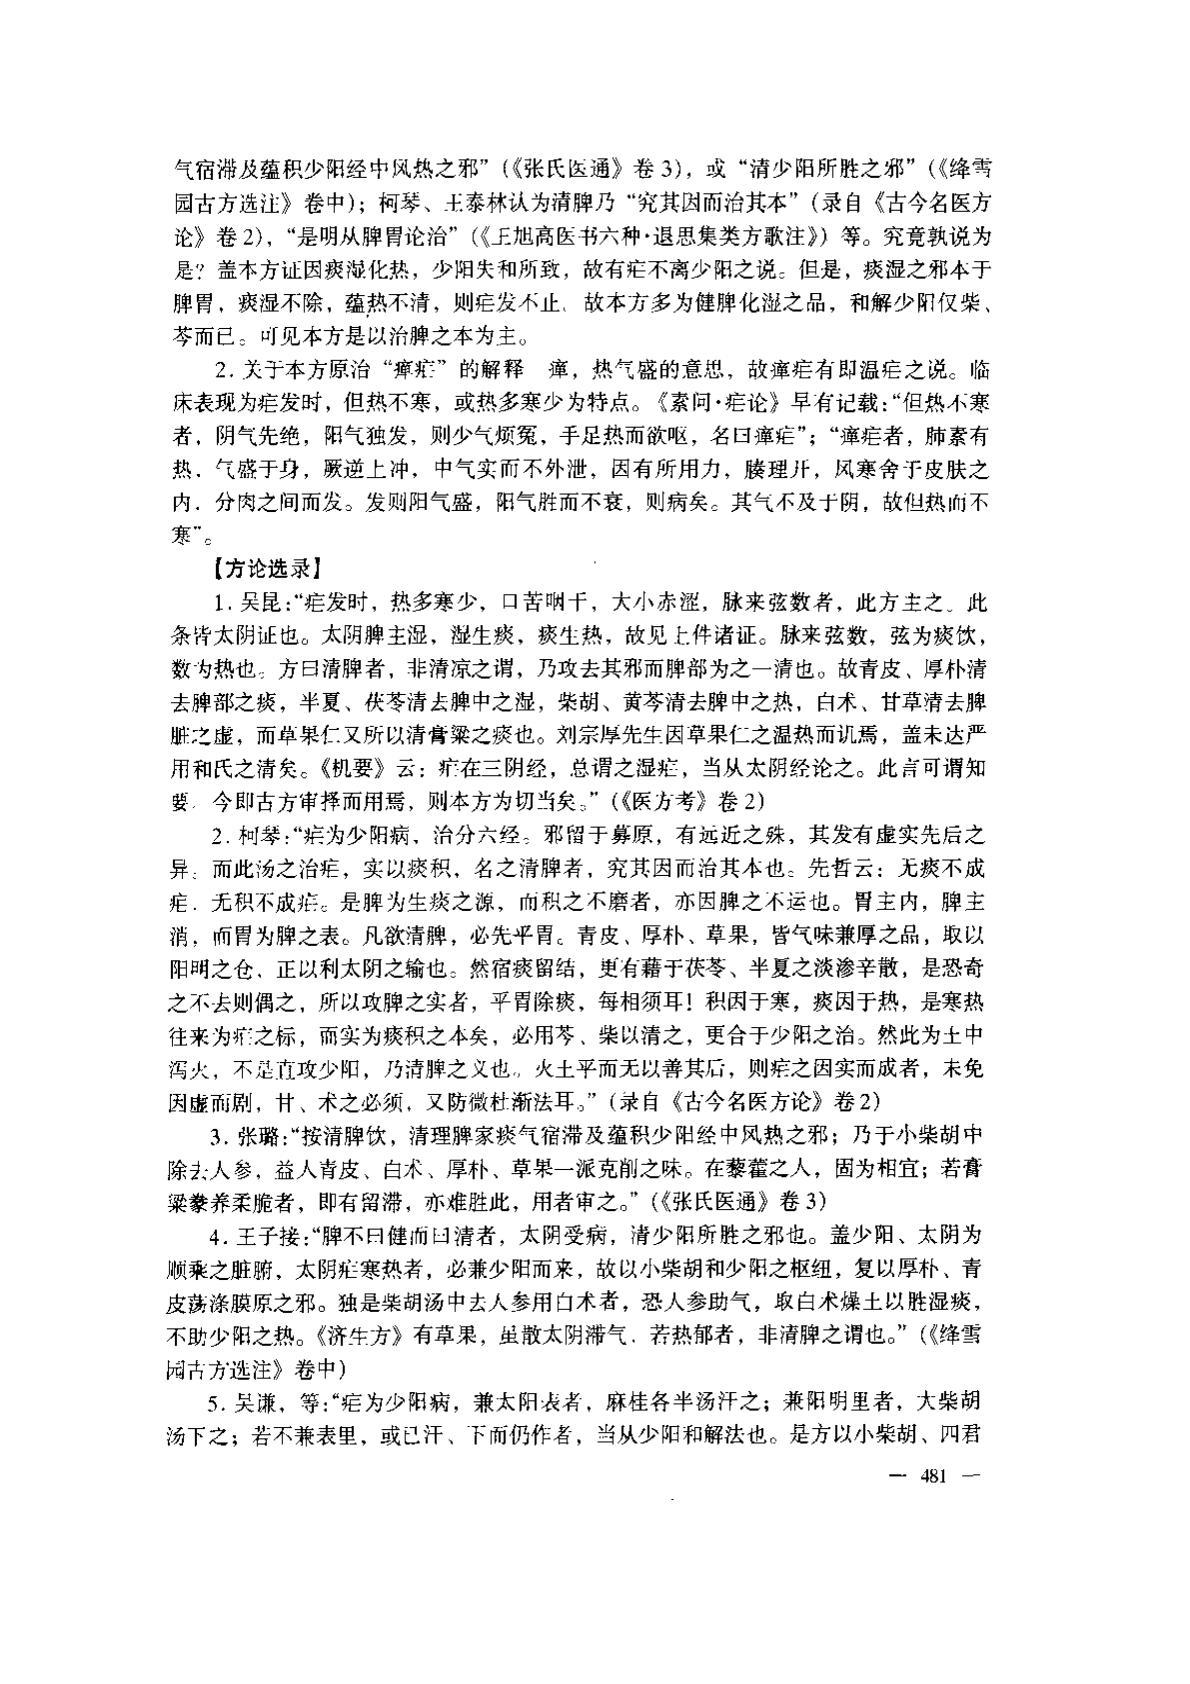 气宿滞及蕴积少阳经中风热之邪”(《张氏医通》卷3)，或“清少阳所胜之邪”(《绛雪
园古方选注》卷中)；柯琴、王泰林认为清脾乃“究其因而治其本”(录自《古今名医方
论》卷2)，“是明从脾胃论治”(《王旭高医书六种·退思集类方歌注》)等。究竟孰说为
是？盖本方证因痰湿化热，少阳失和所致，故有疟不离少阳之说。但是，痰湿之邪本于
脾胃，痰湿不除，蕴热不清，则疟发不止。故本方多为健脾化湿之品，和解少阳仅柴、
芩而已。可见本方是以治脾之本为主。
2. 关于本方原治“瘅疟”的解释　瘅，热气盛的意思，故瘅疟有即温疟之说。临
床表现为疟发时，但热不寒，或热多寒少为特点。《素问·疟论》早有记载：“但热不寒
者，阴气先绝，阳气独发，则少气烦冤，手足热而欲呕，名曰瘅疟”；“瘅疟者，肺素有
热，气盛于身，厥逆上冲，中气实而不外泄，因有所用力，腠理开，风寒舍于皮肤之
内．分肉之间而发。发则阳气盛，阳气胜而不衰，则病矣。其气不及于阴，故但热而不
寒”。
【方论选录】
1. 吴昆：“疟发时，热多寒少，口苦咽干，大小赤涩，脉来弦数者，此方主之。此
条皆太阴证也。太阴脾主湿，湿生痰，痰生热，故见上件诸证。脉来弦数，弦为痰饮，
数为热也。方曰清脾者，非清凉之谓，乃攻去其邪而脾部为之一清也。故青皮、厚朴清
去脾部之痰，半夏、茯苓清去脾中之湿，柴胡、黄芩清去脾中之热，白术、甘草清去脾
脏之虚，而草果仁又所以清膏粱之痰也。刘宗厚先生因草果仁之温热而讥焉，盖未达严
用和氏之清矣。《机要》云：疟在三阴经，总谓之湿疟，当从太阴经论之。此言可谓知
要。今即古方审择而用焉，则本方为切当矣。”(《医方考》卷2)
2. 柯琴：“疟为少阳病，治分六经。邪留于募原，有远近之殊，其发有虚实先后之
异。而此汤之治疟，实以痰积，名之清脾者，究其因而治其本也。先哲云：无痰不成
疟．无积不成疟。是脾为生痰之源，而积之不磨者，亦因脾之不运也。胃主内，脾主
消，而胃为脾之表。凡欲清脾，必先平胃。青皮、厚朴、草果，皆气味兼厚之品，取以
阳明之仓，正以利太阴之输也。然宿痰留结，更有藉于茯苓、半夏之淡渗辛散，是恐奇
之不去则偶之，所以攻脾之实者，平胃除痰，每相须耳！积因于寒，痰因于热，是寒热
往来为疟之标，而实为痰积之本矣，必用芩、柴以清之，更合于少阳之治。然此为土中
泻火，不是直攻少阳，乃清脾之义也。火土平而无以善其后，则疟之因实而成者，未免
因虚而剧，甘、术之必须，又防微杜渐法耳。”(录自《古今名医方论》卷2)
3. 张璐：“按清脾饮，清理脾家痰气宿滞及蕴积少阳经中风热之邪；乃于小柴胡中
除去人参，益人青皮、白术、厚朴、草果一派克削之味。在藜藿之人，固为相宜；若膏
粱豢养柔脆者，即有留滞，亦难胜此，用者审之。”(《张氏医通》卷3)
4. 王子接：“脾不曰健而曰清者，太阴受病，清少阳所胜之邪也。盖少阳、太阴为
顺乘之脏腑，太阴疟寒热者，必兼少阳而来，故以小柴胡和少阳之枢纽，复以厚朴、青
皮荡涤膜原之邪。独是柴胡汤中去人参用白术者，恐人参助气，取白术燥土以胜湿痰，
不助少阳之热。《济生方》有草果，虽散太阴滞气．若热郁者，非清脾之谓也。”(《绛雪
园古方选注》卷中)
5. 吴谦，等：“疟为少阳病，兼太阳表者，麻桂各半汤汗之；兼阳明里者，大柴胡
汤下之；若不兼表里，或已汗、下而仍作者，当从少阳和解法也。是方以小柴胡、四君
— 481 —